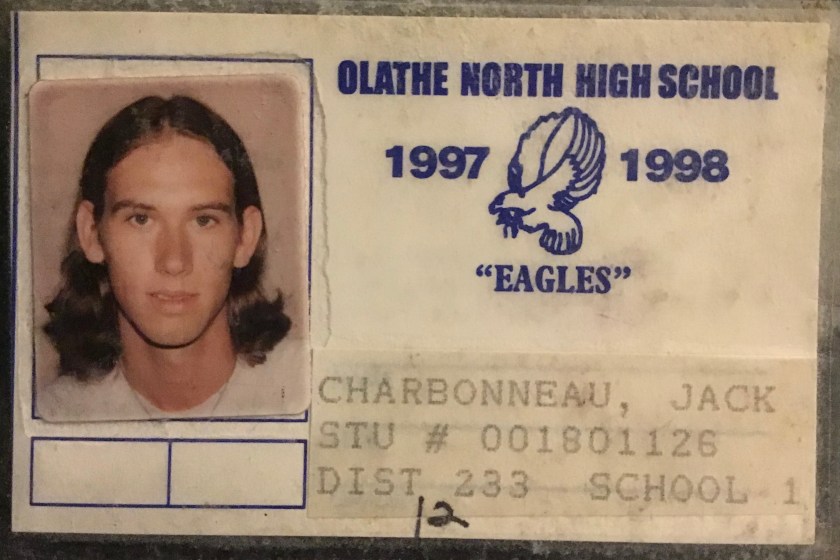 OLATHE NORTH HIGH SCHOOL
1997 1998
“EAGLES”
CHARBONNEAU, JACK
STU # 001801126
DIST 233 SCHOOL 1
12